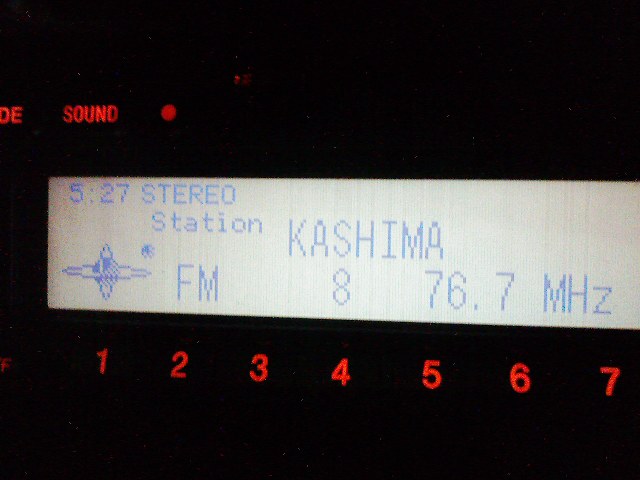 DE SOUND
5:27 STEREO
Station KASHIMA
FM 8 76.7 MHz
1 2 3 4 5 6 7